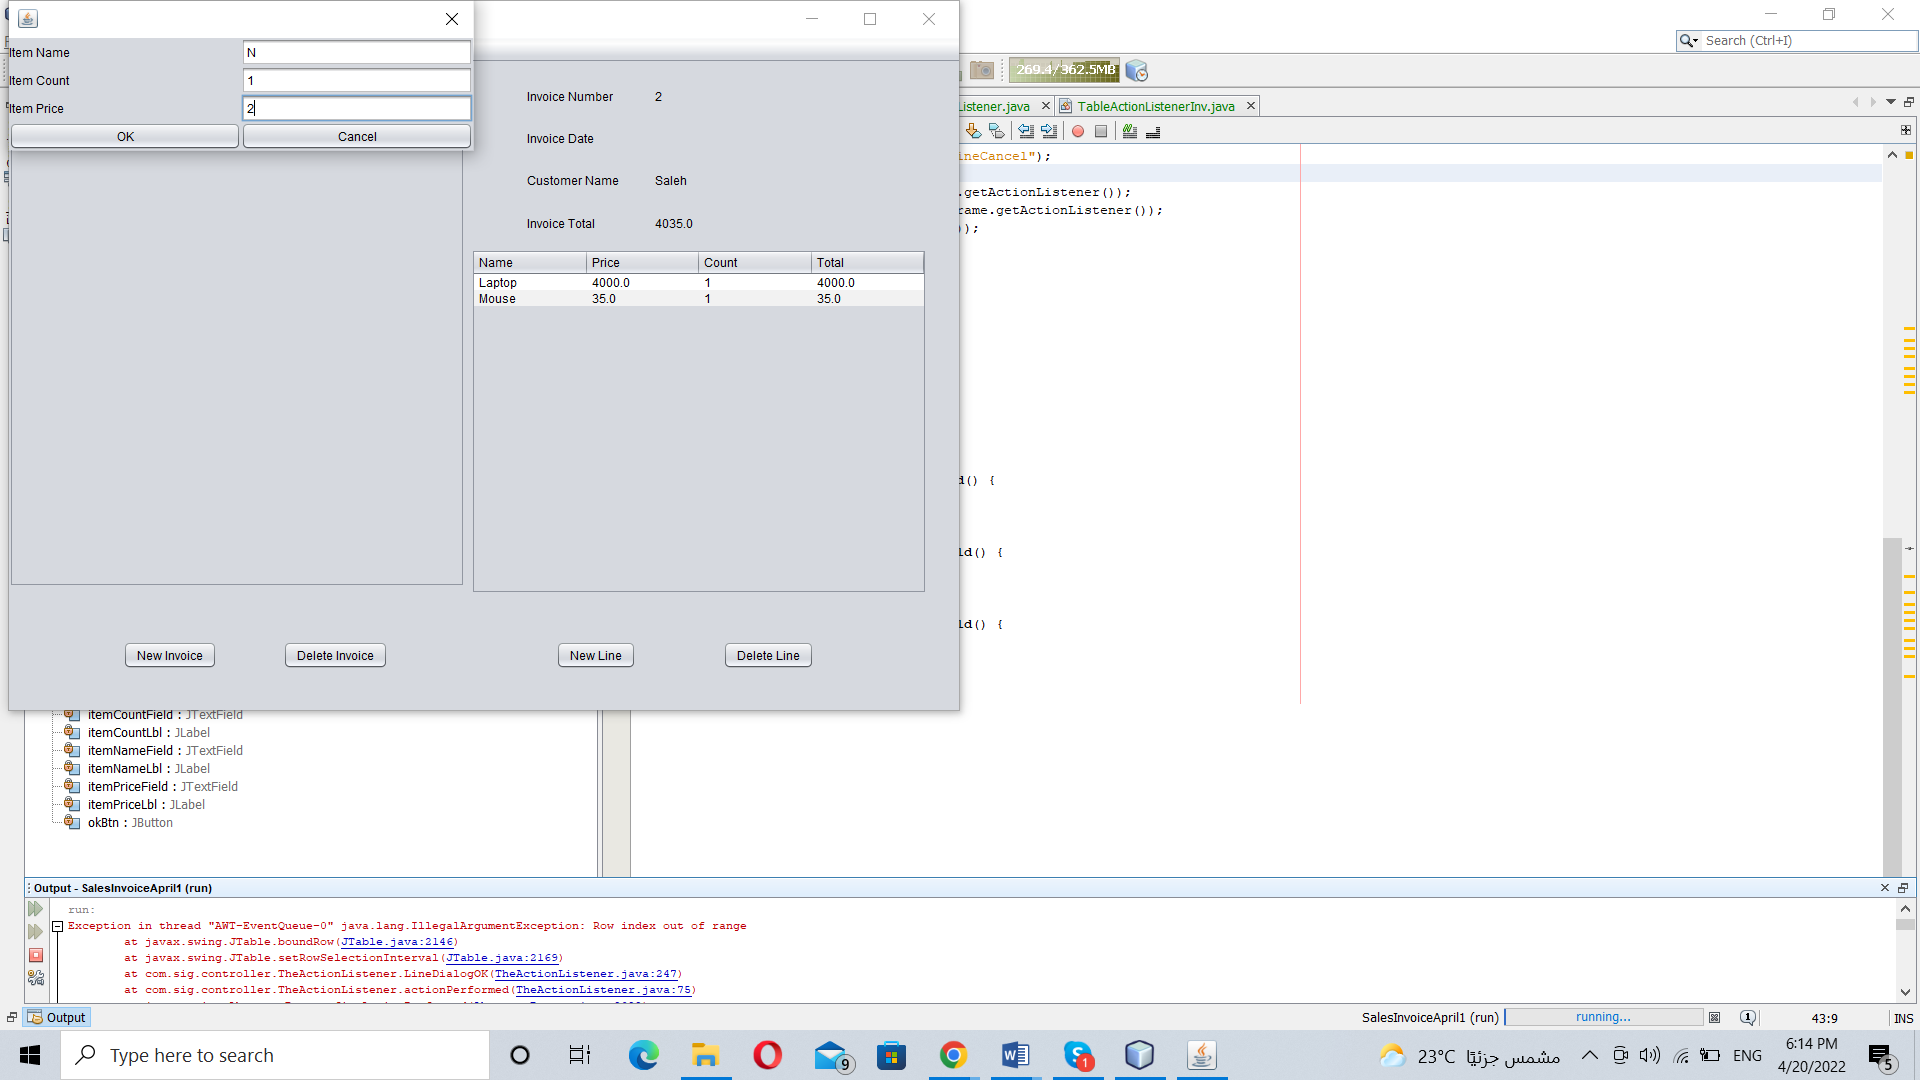 Item Name N
Item Count 1
Item Price 2
OK Cancel
Search (Ctrl+I)
269.4/362.5MB
Invoice Number 2
Invoice Date
Customer Name Saleh
Invoice Total 4035.0
Name Price Count Total
Laptop 4000.0 1 4000.0
Mouse 35.0 1 35.0
New Invoice Delete Invoice New Line Delete Line
Listener.java TableActionListenerInv.java
ineCancel");
.getActionListener());
rame.getActionListener());
));
d() {
ld() {
ld() {
itemCountField : JTextField
itemCountLbl : JLabel
itemNameField : JTextField
itemNameLbl : JLabel
itemPriceField : JTextField
itemPriceLbl : JLabel
okBtn : JButton
Output - SalesInvoiceApril1 (run)
run:
Exception in thread "AWT-EventQueue-0" java.lang.IllegalArgumentException: Row index out of range
at javax.swing.JTable.boundRow(JTable.java:2146)
at javax.swing.JTable.setRowSelectionInterval(JTable.java:2169)
at com.sig.controller.TheActionListener.LineDialogOK(TheActionListener.java:247)
at com.sig.controller.TheActionListener.actionPerformed(TheActionListener.java:75)
Output
SalesInvoiceApril1 (run) running... 1 43:9 INS
Type here to search
9
1
23°C مشمس جزئيًا
ENG
6:14 PM
4/20/2022
5